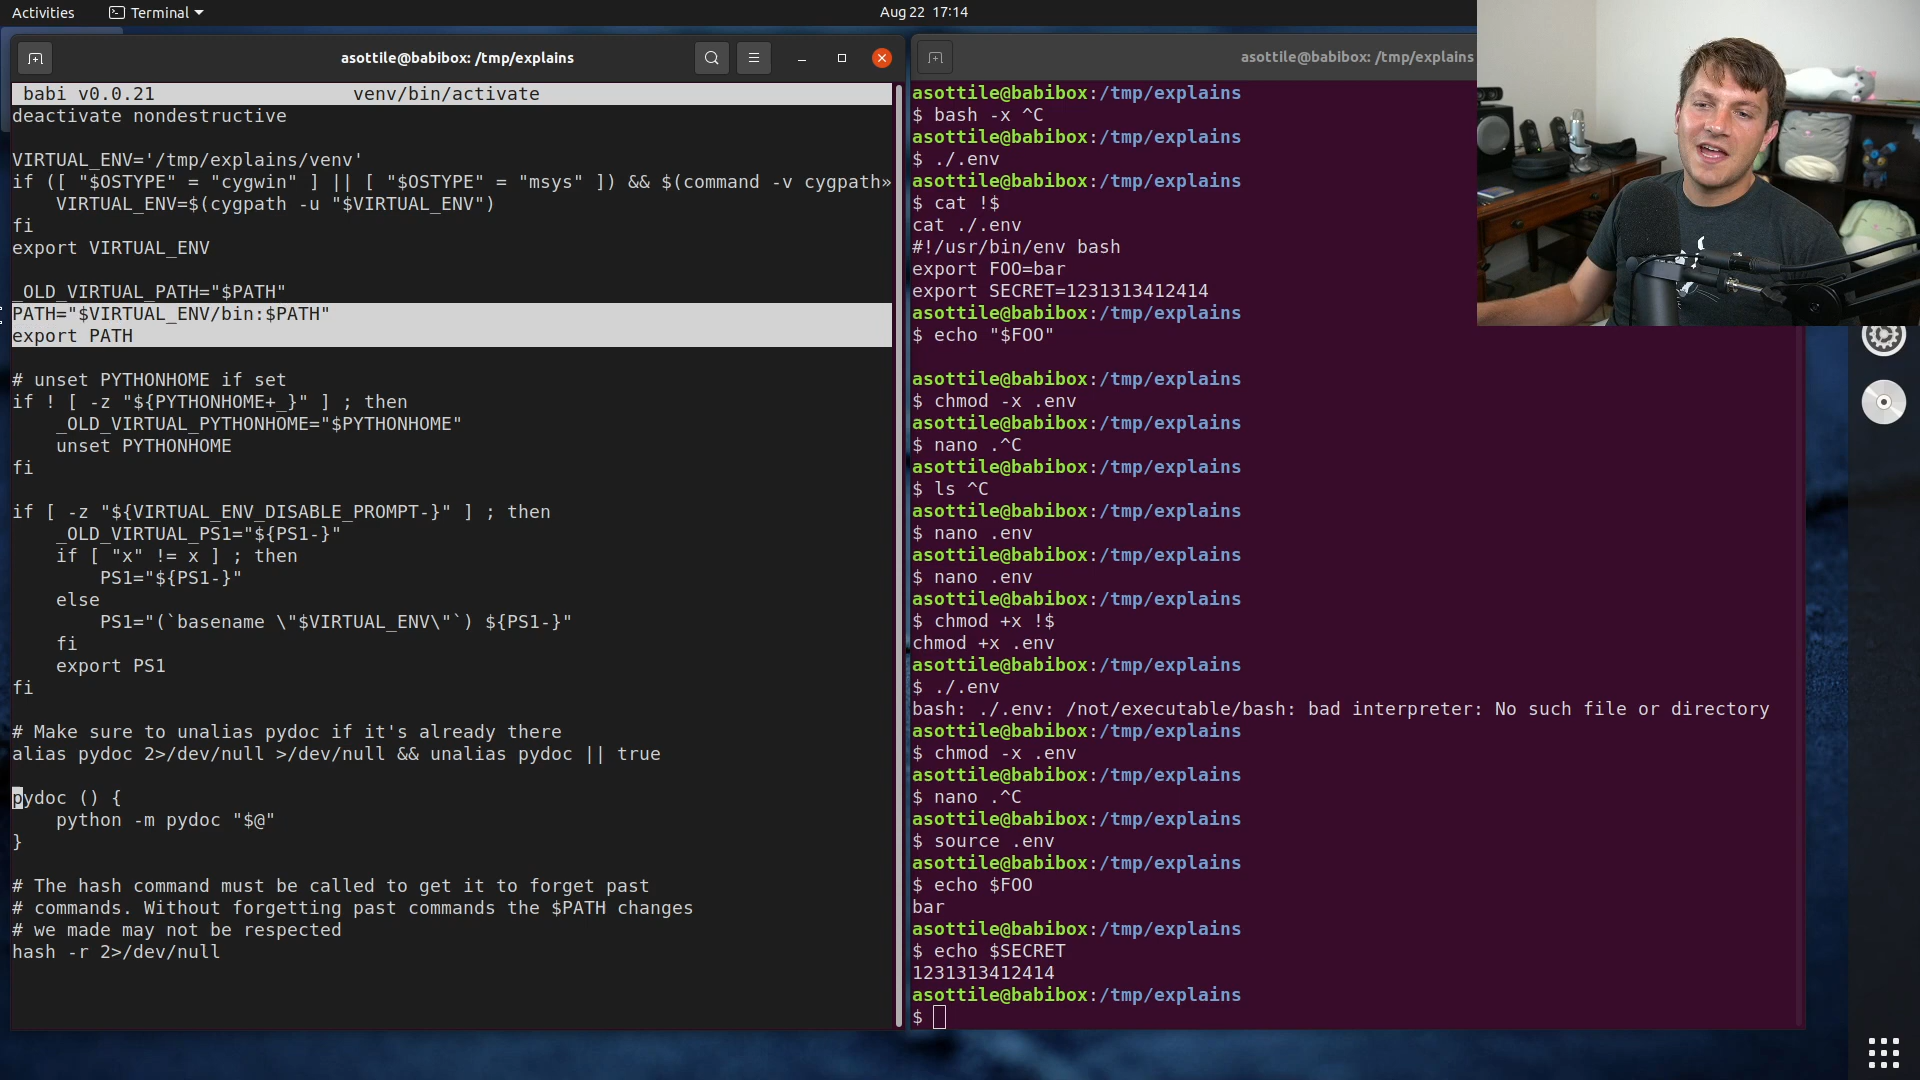 Activities
Terminal
Aug 22 17:14
asottile@babibox: /tmp/explains
babi v0.0.21 venv/bin/activate
deactivate nondestructive
VIRTUAL_ENV='/tmp/explains/venv'
if ([ "$OSTYPE" = "cygwin" ] || [ "$OSTYPE" = "msys" ]) && $(command -v cygpath»
    VIRTUAL_ENV=$(cygpath -u "$VIRTUAL_ENV")
fi
export VIRTUAL_ENV
_OLD_VIRTUAL_PATH="$PATH"
PATH="$VIRTUAL_ENV/bin:$PATH"
export PATH
# unset PYTHONHOME if set
if ! [ -z "${PYTHONHOME+_}" ] ; then
    _OLD_VIRTUAL_PYTHONHOME="$PYTHONHOME"
    unset PYTHONHOME
fi
if [ -z "${VIRTUAL_ENV_DISABLE_PROMPT-}" ] ; then
    _OLD_VIRTUAL_PS1="${PS1-}"
    if [ "x" != x ] ; then
        PS1="${PS1-}"
    else
        PS1="(`basename \"$VIRTUAL_ENV\"`) ${PS1-}"
    fi
    export PS1
fi
# Make sure to unalias pydoc if it's already there
alias pydoc 2>/dev/null >/dev/null && unalias pydoc || true
pydoc () {
    python -m pydoc "$@"
}
# The hash command must be called to get it to forget past
# commands. Without forgetting past commands the $PATH changes
# we made may not be respected
hash -r 2>/dev/null
asottile@babibox: /tmp/explains
asottile@babibox:/tmp/explains
$ bash -x ^C
asottile@babibox:/tmp/explains
$ ./.env
asottile@babibox:/tmp/explains
$ cat !$
cat ./.env
#!/usr/bin/env bash
export FOO=bar
export SECRET=1231313412414
asottile@babibox:/tmp/explains
$ echo "$FOO"
asottile@babibox:/tmp/explains
$ chmod -x .env
asottile@babibox:/tmp/explains
$ nano .^C
asottile@babibox:/tmp/explains
$ ls ^C
asottile@babibox:/tmp/explains
$ nano .env
asottile@babibox:/tmp/explains
$ nano .env
asottile@babibox:/tmp/explains
$ chmod +x !$
chmod +x .env
asottile@babibox:/tmp/explains
$ ./.env
bash: ./.env: /not/executable/bash: bad interpreter: No such file or directory
asottile@babibox:/tmp/explains
$ chmod -x .env
asottile@babibox:/tmp/explains
$ nano .^C
asottile@babibox:/tmp/explains
$ source .env
asottile@babibox:/tmp/explains
$ echo $FOO
bar
asottile@babibox:/tmp/explains
$ echo $SECRET
1231313412414
asottile@babibox:/tmp/explains
$